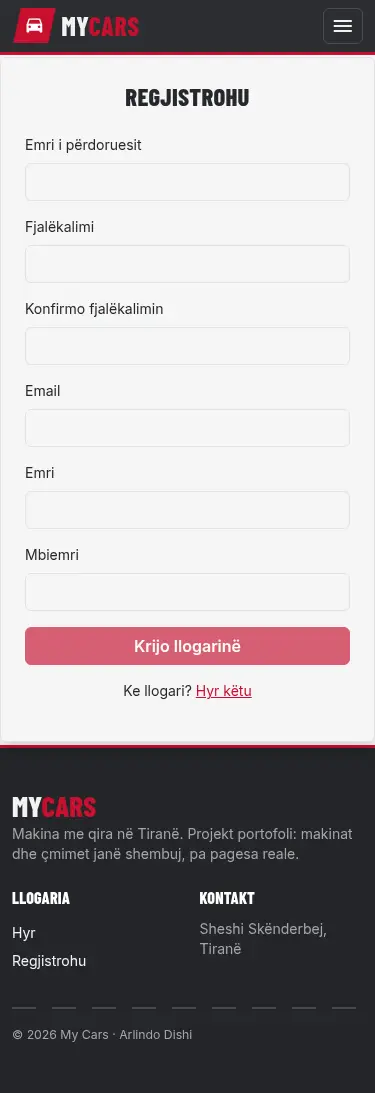 MYCARS
REGJISTROHU
Emri i përdoruesit
Fjalëkalimi
Konfirmo fjalëkalimin
Email
Emri
Mbiemri
Krijo llogarinë
Ke llogari? Hyr këtu
MYCARS
Makina me qira në Tiranë. Projekt portofoli: makinat
dhe çmimet janë shembuj, pa pagesa reale.
LLOGARIA
Hyr
Regjistrohu
KONTAKT
Sheshi Skënderbej,
Tiranë
© 2026 My Cars · Arlindo Dishi